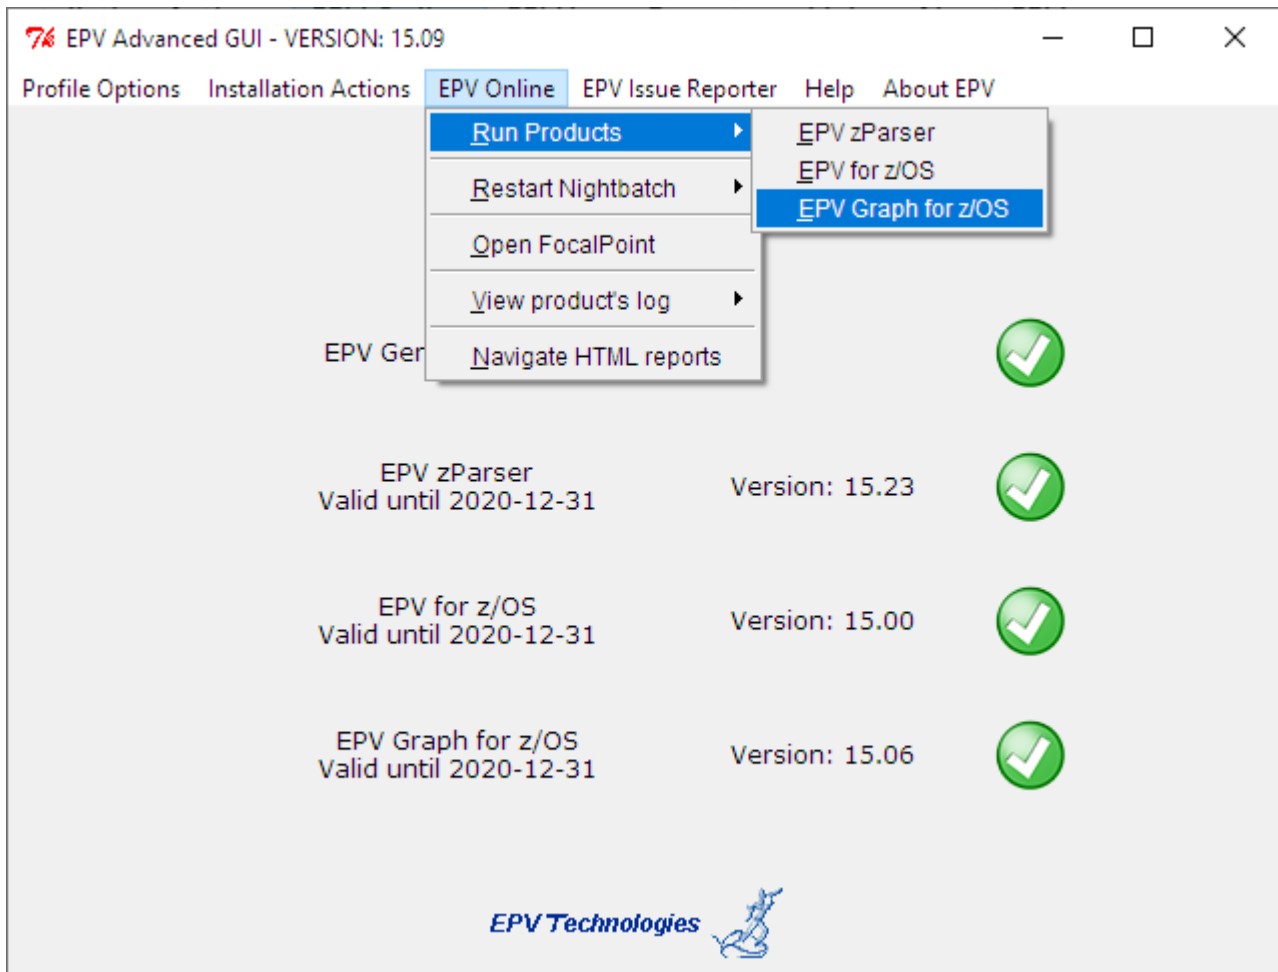 EPV Advanced GUI - VERSION: 15.09
Profile Options Installation Actions EPV Online EPV Issue Reporter Help About EPV
Run Products
EPV zParser
EPV for z/OS
EPV Graph for z/OS
Restart Nightbatch
Open FocalPoint
View product's log
Navigate HTML reports
EPV Ger
EPV zParser
Valid until 2020-12-31
Version: 15.23
EPV for z/OS
Valid until 2020-12-31
Version: 15.00
EPV Graph for z/OS
Valid until 2020-12-31
Version: 15.06
EPV Technologies